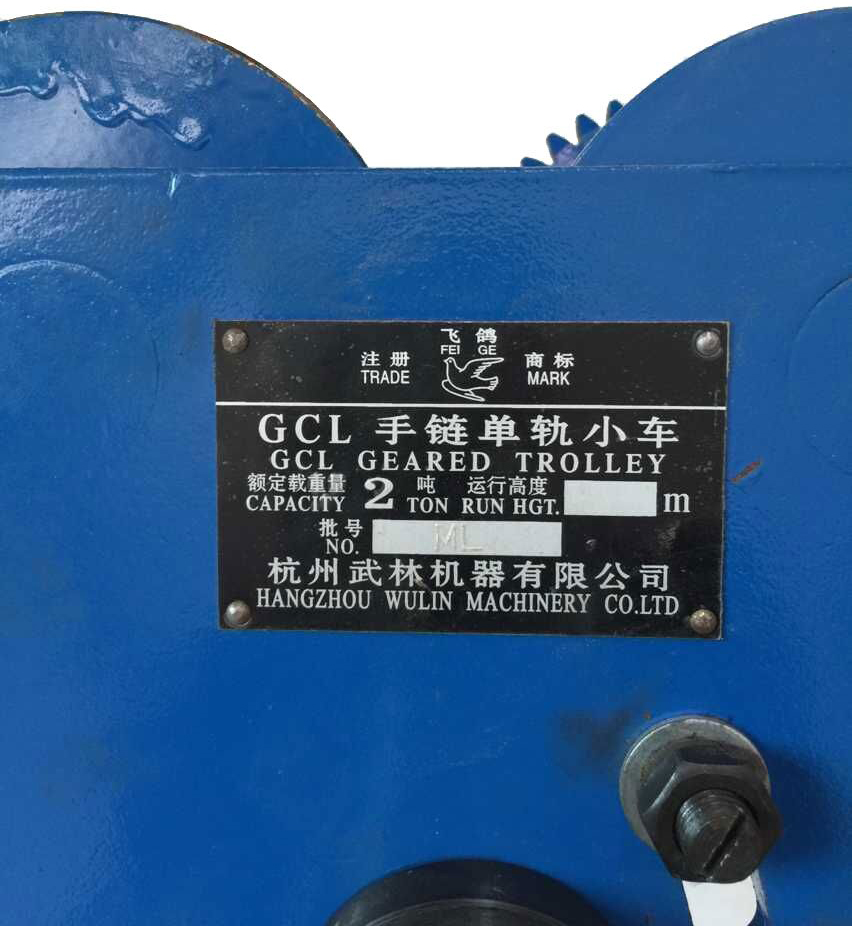 飞 鸽
FEI GE
注 册 商 标
TRADE MARK
GCL 手链单轨小车
GCL GEARED TROLLEY
额定载重量 2 吨 运行高度
CAPACITY TON RUN HGT. m
批号
NO. ML
杭州武林机器有限公司
HANGZHOU WULIN MACHINERY CO.LTD